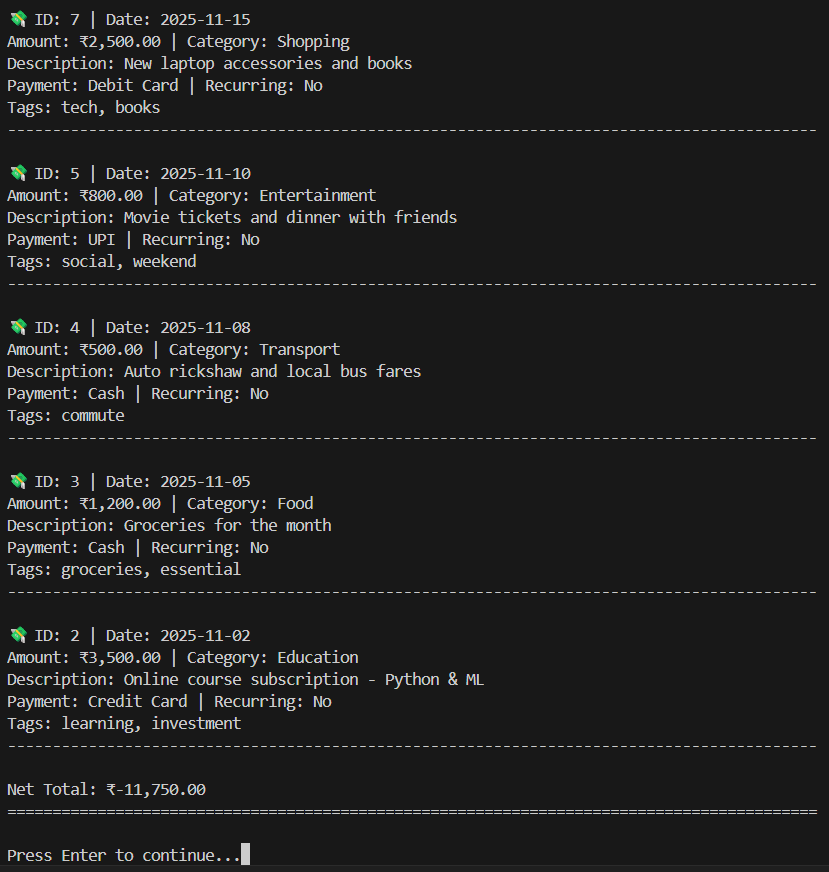 💸 ID: 7 | Date: 2025-11-15
Amount: ₹2,500.00 | Category: Shopping
Description: New laptop accessories and books
Payment: Debit Card | Recurring: No
Tags: tech, books
------------------------------------------------------------------------------------------
💸 ID: 5 | Date: 2025-11-10
Amount: ₹800.00 | Category: Entertainment
Description: Movie tickets and dinner with friends
Payment: UPI | Recurring: No
Tags: social, weekend
------------------------------------------------------------------------------------------
💸 ID: 4 | Date: 2025-11-08
Amount: ₹500.00 | Category: Transport
Description: Auto rickshaw and local bus fares
Payment: Cash | Recurring: No
Tags: commute
------------------------------------------------------------------------------------------
💸 ID: 3 | Date: 2025-11-05
Amount: ₹1,200.00 | Category: Food
Description: Groceries for the month
Payment: Cash | Recurring: No
Tags: groceries, essential
------------------------------------------------------------------------------------------
💸 ID: 2 | Date: 2025-11-02
Amount: ₹3,500.00 | Category: Education
Description: Online course subscription - Python & ML
Payment: Credit Card | Recurring: No
Tags: learning, investment
------------------------------------------------------------------------------------------
Net Total: ₹-11,750.00
==========================================================================================
Press Enter to continue...